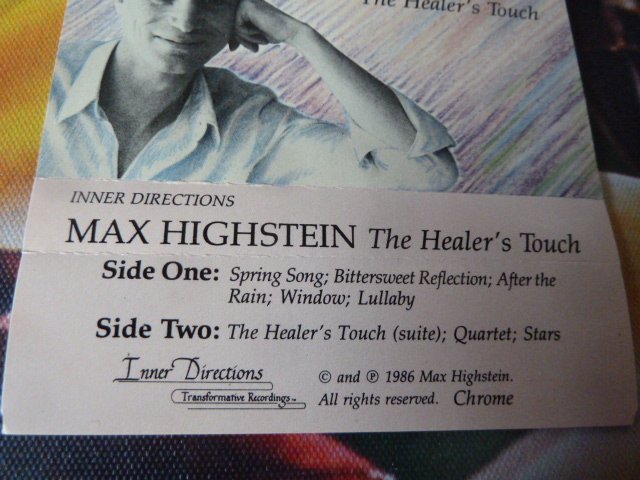 The Healer's Touch
INNER DIRECTIONS
MAX HIGHSTEIN The Healer's Touch
Side One: Spring Song; Bittersweet Reflection; After the
Rain; Window; Lullaby
Side Two: The Healer's Touch (suite); Quartet; Stars
Inner Directions
Transformative Recordings™
© and ℗ 1986 Max Highstein.
All rights reserved. Chrome